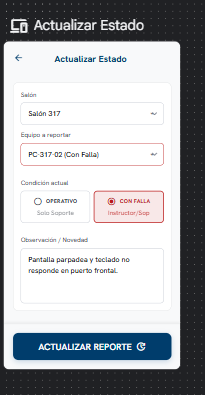 Actualizar Estado
Actualizar Estado
Salón
Salón 317
Equipo a reportar
PC-317-02 (Con Falla)
Condición actual
OPERATIVO
Solo Soporte
CON FALLA
Instructor/Sop
Observación / Novedad
Pantalla parpadea y teclado no
responde en puerto frontal.
ACTUALIZAR REPORTE